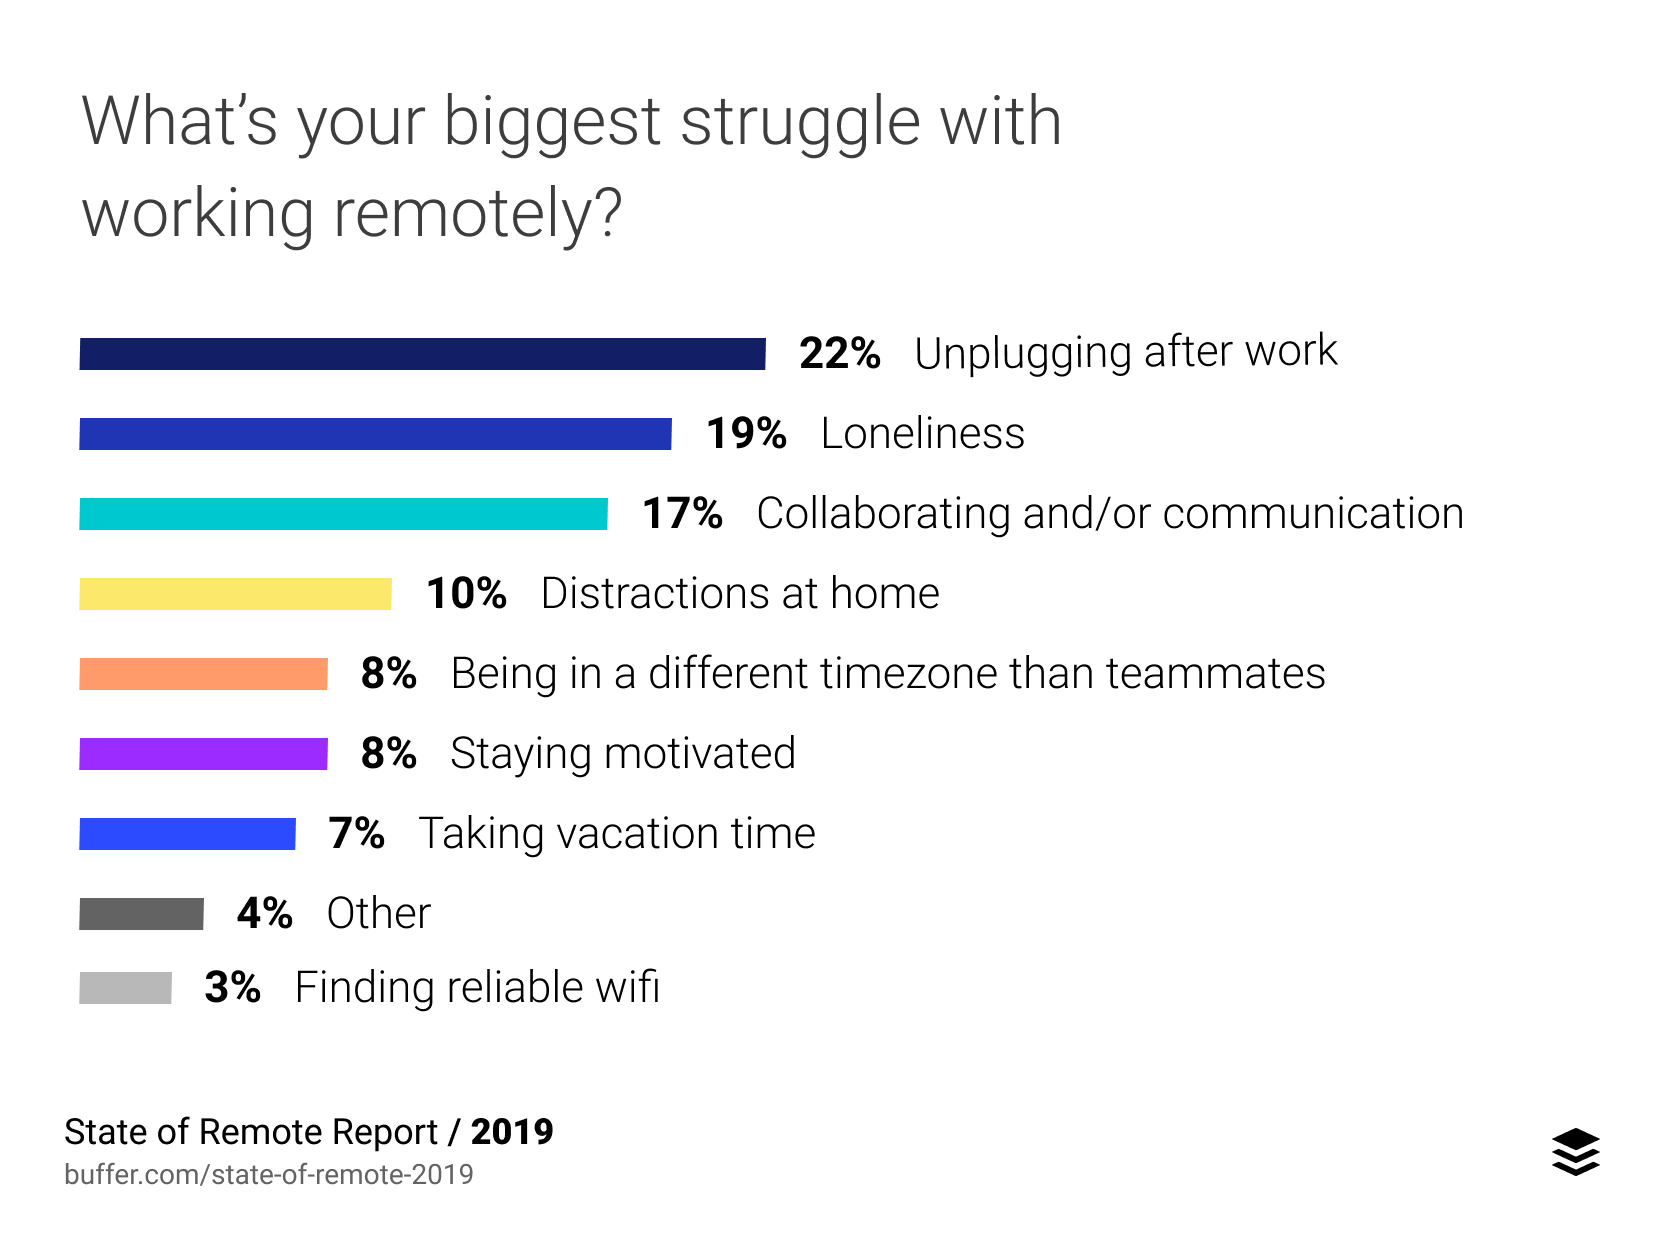 What’s your biggest struggle with
working remotely?
22% Unplugging after work
19% Loneliness
17% Collaborating and/or communication
10% Distractions at home
8% Being in a different timezone than teammates
8% Staying motivated
7% Taking vacation time
4% Other
3% Finding reliable wifi
State of Remote Report / 2019
buffer.com/state-of-remote-2019